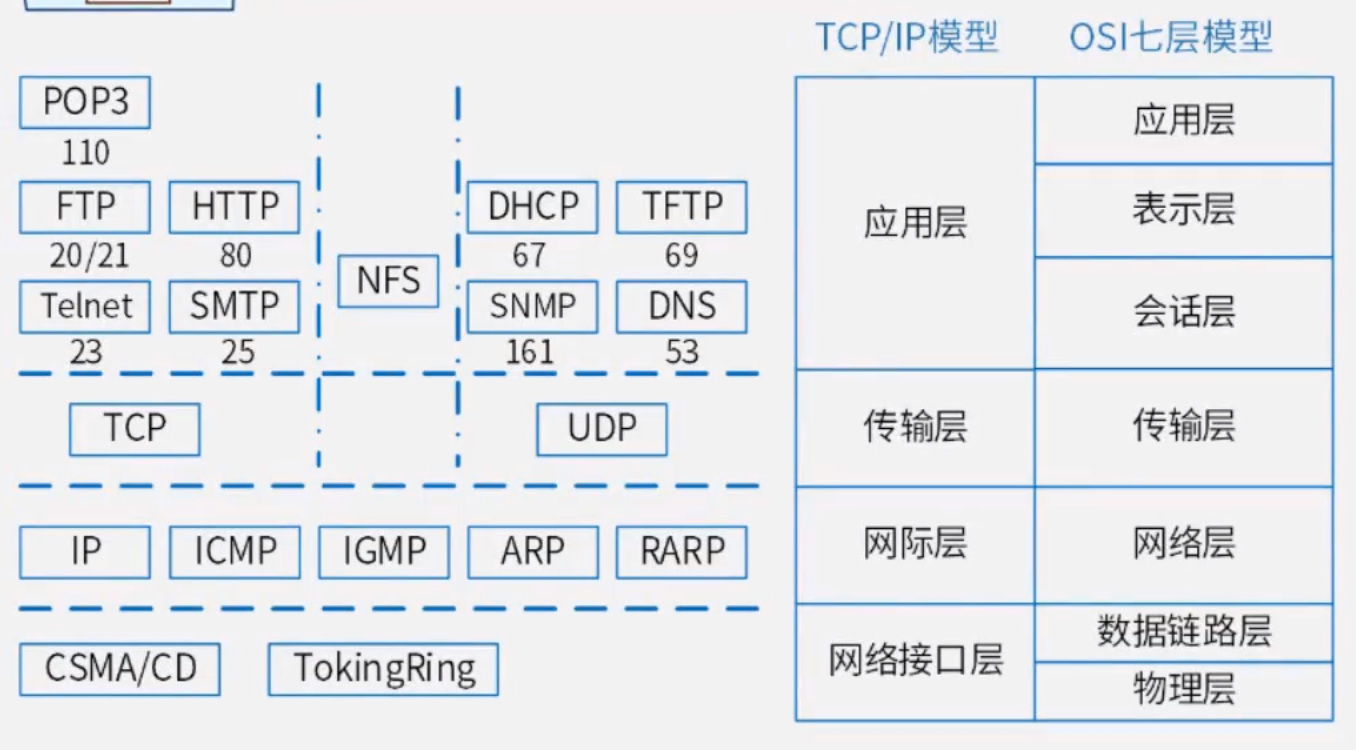 TCP/IP模型 OSI七层模型
POP3
110
FTP HTTP DHCP TFTP
20/21 80 67 69
NFS
Telnet SMTP SNMP DNS
23 25 161 53
TCP UDP
IP ICMP IGMP ARP RARP
CSMA/CD TokingRing
应用层
传输层
网际层
网络接口层
应用层
表示层
会话层
传输层
网络层
数据链路层
物理层